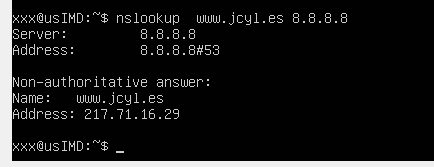 xxx@usIMD:~$ nslookup  www.jcyl.es 8.8.8.8
Server:         8.8.8.8
Address:        8.8.8.8#53

Non-authoritative answer:
Name:   www.jcyl.es
Address: 217.71.16.29

xxx@usIMD:~$ _